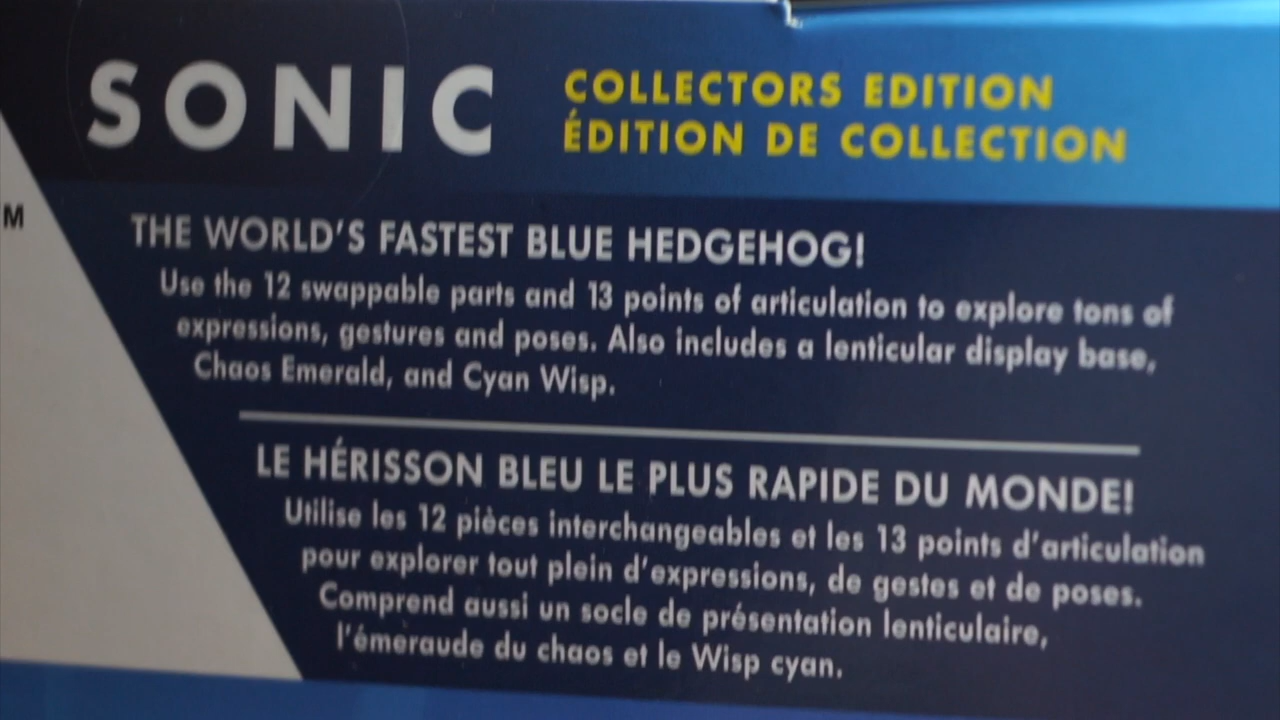 SONIC
COLLECTORS EDITION
ÉDITION DE COLLECTION
M
THE WORLD'S FASTEST BLUE HEDGEHOG!
Use the 12 swappable parts and 13 points of articulation to explore tons of
expressions, gestures and poses. Also includes a lenticular display base,
Chaos Emerald, and Cyan Wisp.
LE HÉRISSON BLEU LE PLUS RAPIDE DU MONDE!
Utilise les 12 pièces interchangeables et les 13 points d'articulation
pour explorer tout plein d'expressions, de gestes et de poses.
Comprend aussi un socle de présentation lenticulaire,
l'émeraude du chaos et le Wisp cyan.